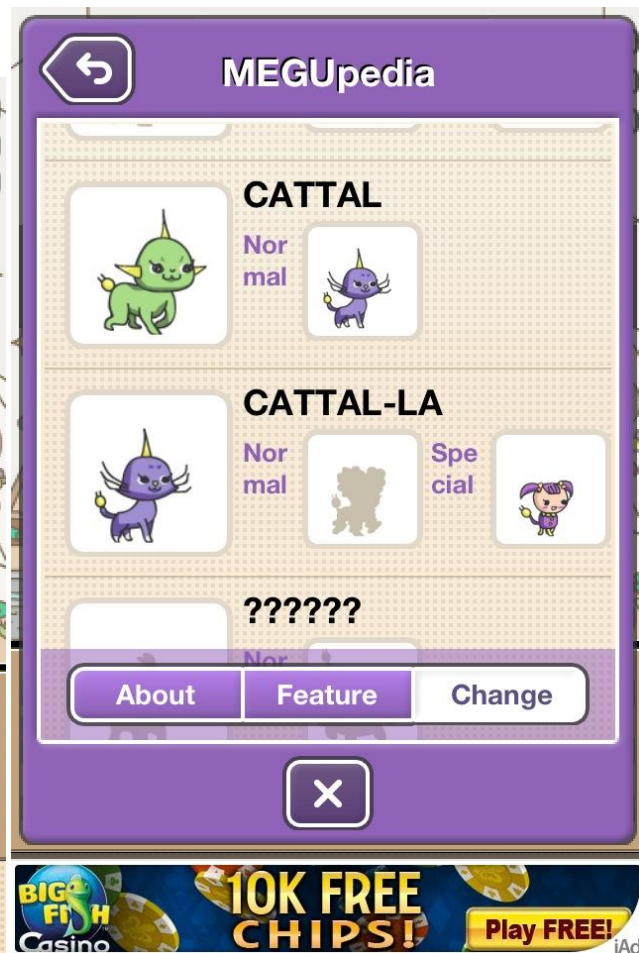 MEGUpedia
CATTAL
Nor
mal
CATTAL-LA
Nor
mal
Spe
cial
??????
Nor
About
Feature
Change
BIG
FISH
Casino
10K FREE
CHIPS!
Play FREE!
iAd